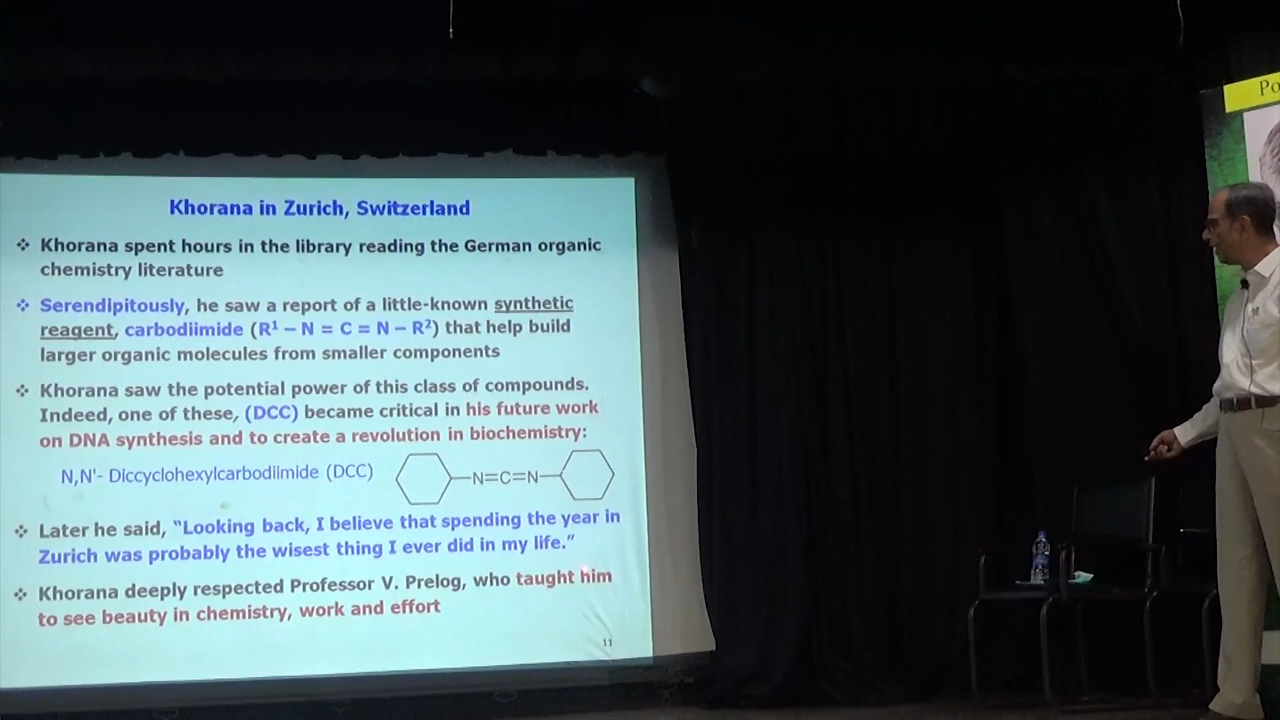 Khorana in Zurich, Switzerland
❖ Khorana spent hours in the library reading the German organic
chemistry literature
❖ Serendipitously, he saw a report of a little-known synthetic
reagent, carbodiimide (R¹ – N = C = N – R²) that help build
larger organic molecules from smaller components
❖ Khorana saw the potential power of this class of compounds.
Indeed, one of these, (DCC) became critical in his future work
on DNA synthesis and to create a revolution in biochemistry:
N,N'- Diccyclohexylcarbodiimide (DCC)
N=C=N
❖ Later he said, "Looking back, I believe that spending the year in
Zurich was probably the wisest thing I ever did in my life."
❖ Khorana deeply respected Professor V. Prelog, who taught him
to see beauty in chemistry, work and effort
11
Po